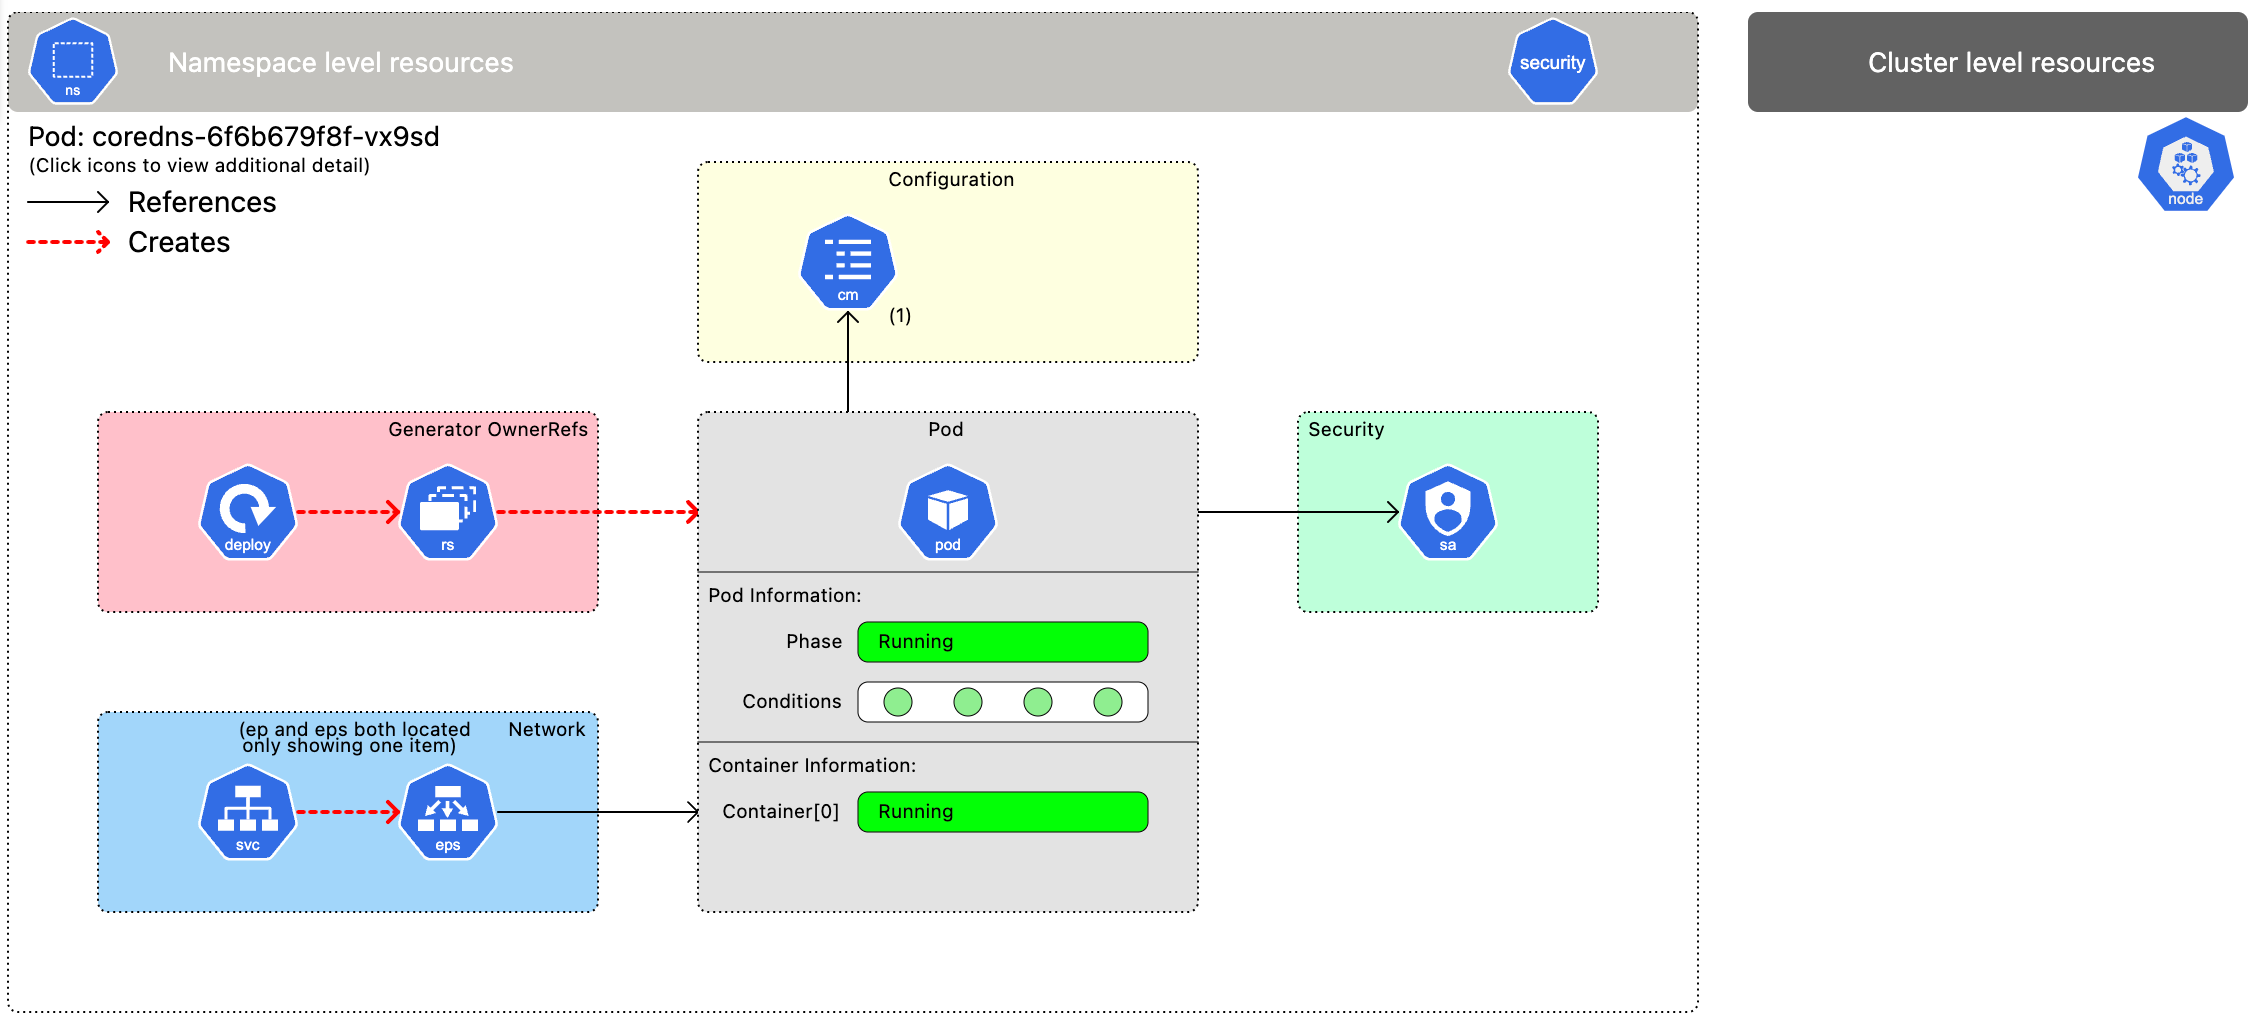 ns
Namespace level resources
security
Cluster level resources
Pod: coredns-6f6b679f8f-vx9sd
(Click icons to view additional detail)
References
Creates
node
Configuration
cm
(1)
Generator OwnerRefs
deploy
rs
Pod
pod
Security
sa
Pod Information:
Phase
Running
Conditions
(ep and eps both located
only showing one item)
Network
svc
eps
Container Information:
Container[0]
Running